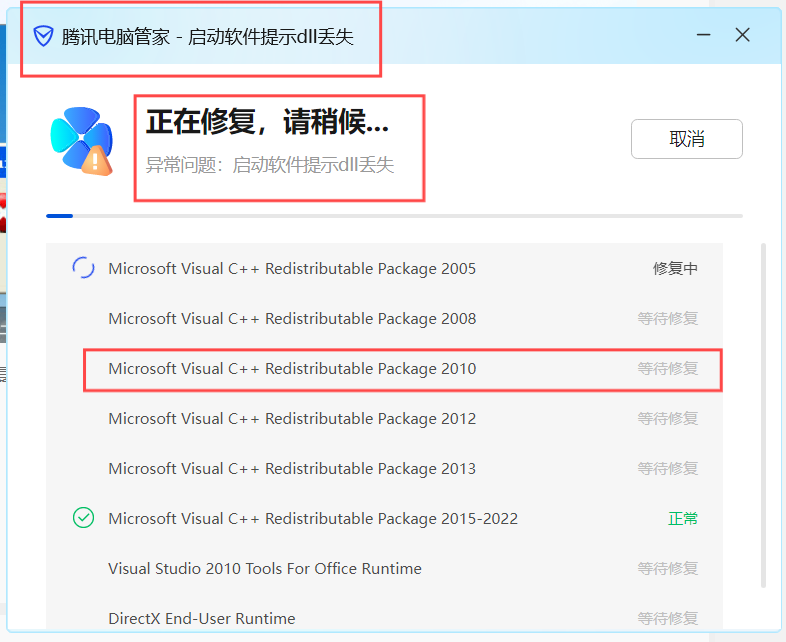 腾讯电脑管家 - 启动软件提示dll丢失
正在修复，请稍候...
异常问题：启动软件提示dll丢失
取消
Microsoft Visual C++ Redistributable Package 2005 修复中
Microsoft Visual C++ Redistributable Package 2008 等待修复
Microsoft Visual C++ Redistributable Package 2010 等待修复
Microsoft Visual C++ Redistributable Package 2012 等待修复
Microsoft Visual C++ Redistributable Package 2013 等待修复
Microsoft Visual C++ Redistributable Package 2015-2022 正常
Visual Studio 2010 Tools For Office Runtime 等待修复
DirectX End-User Runtime 等待修复